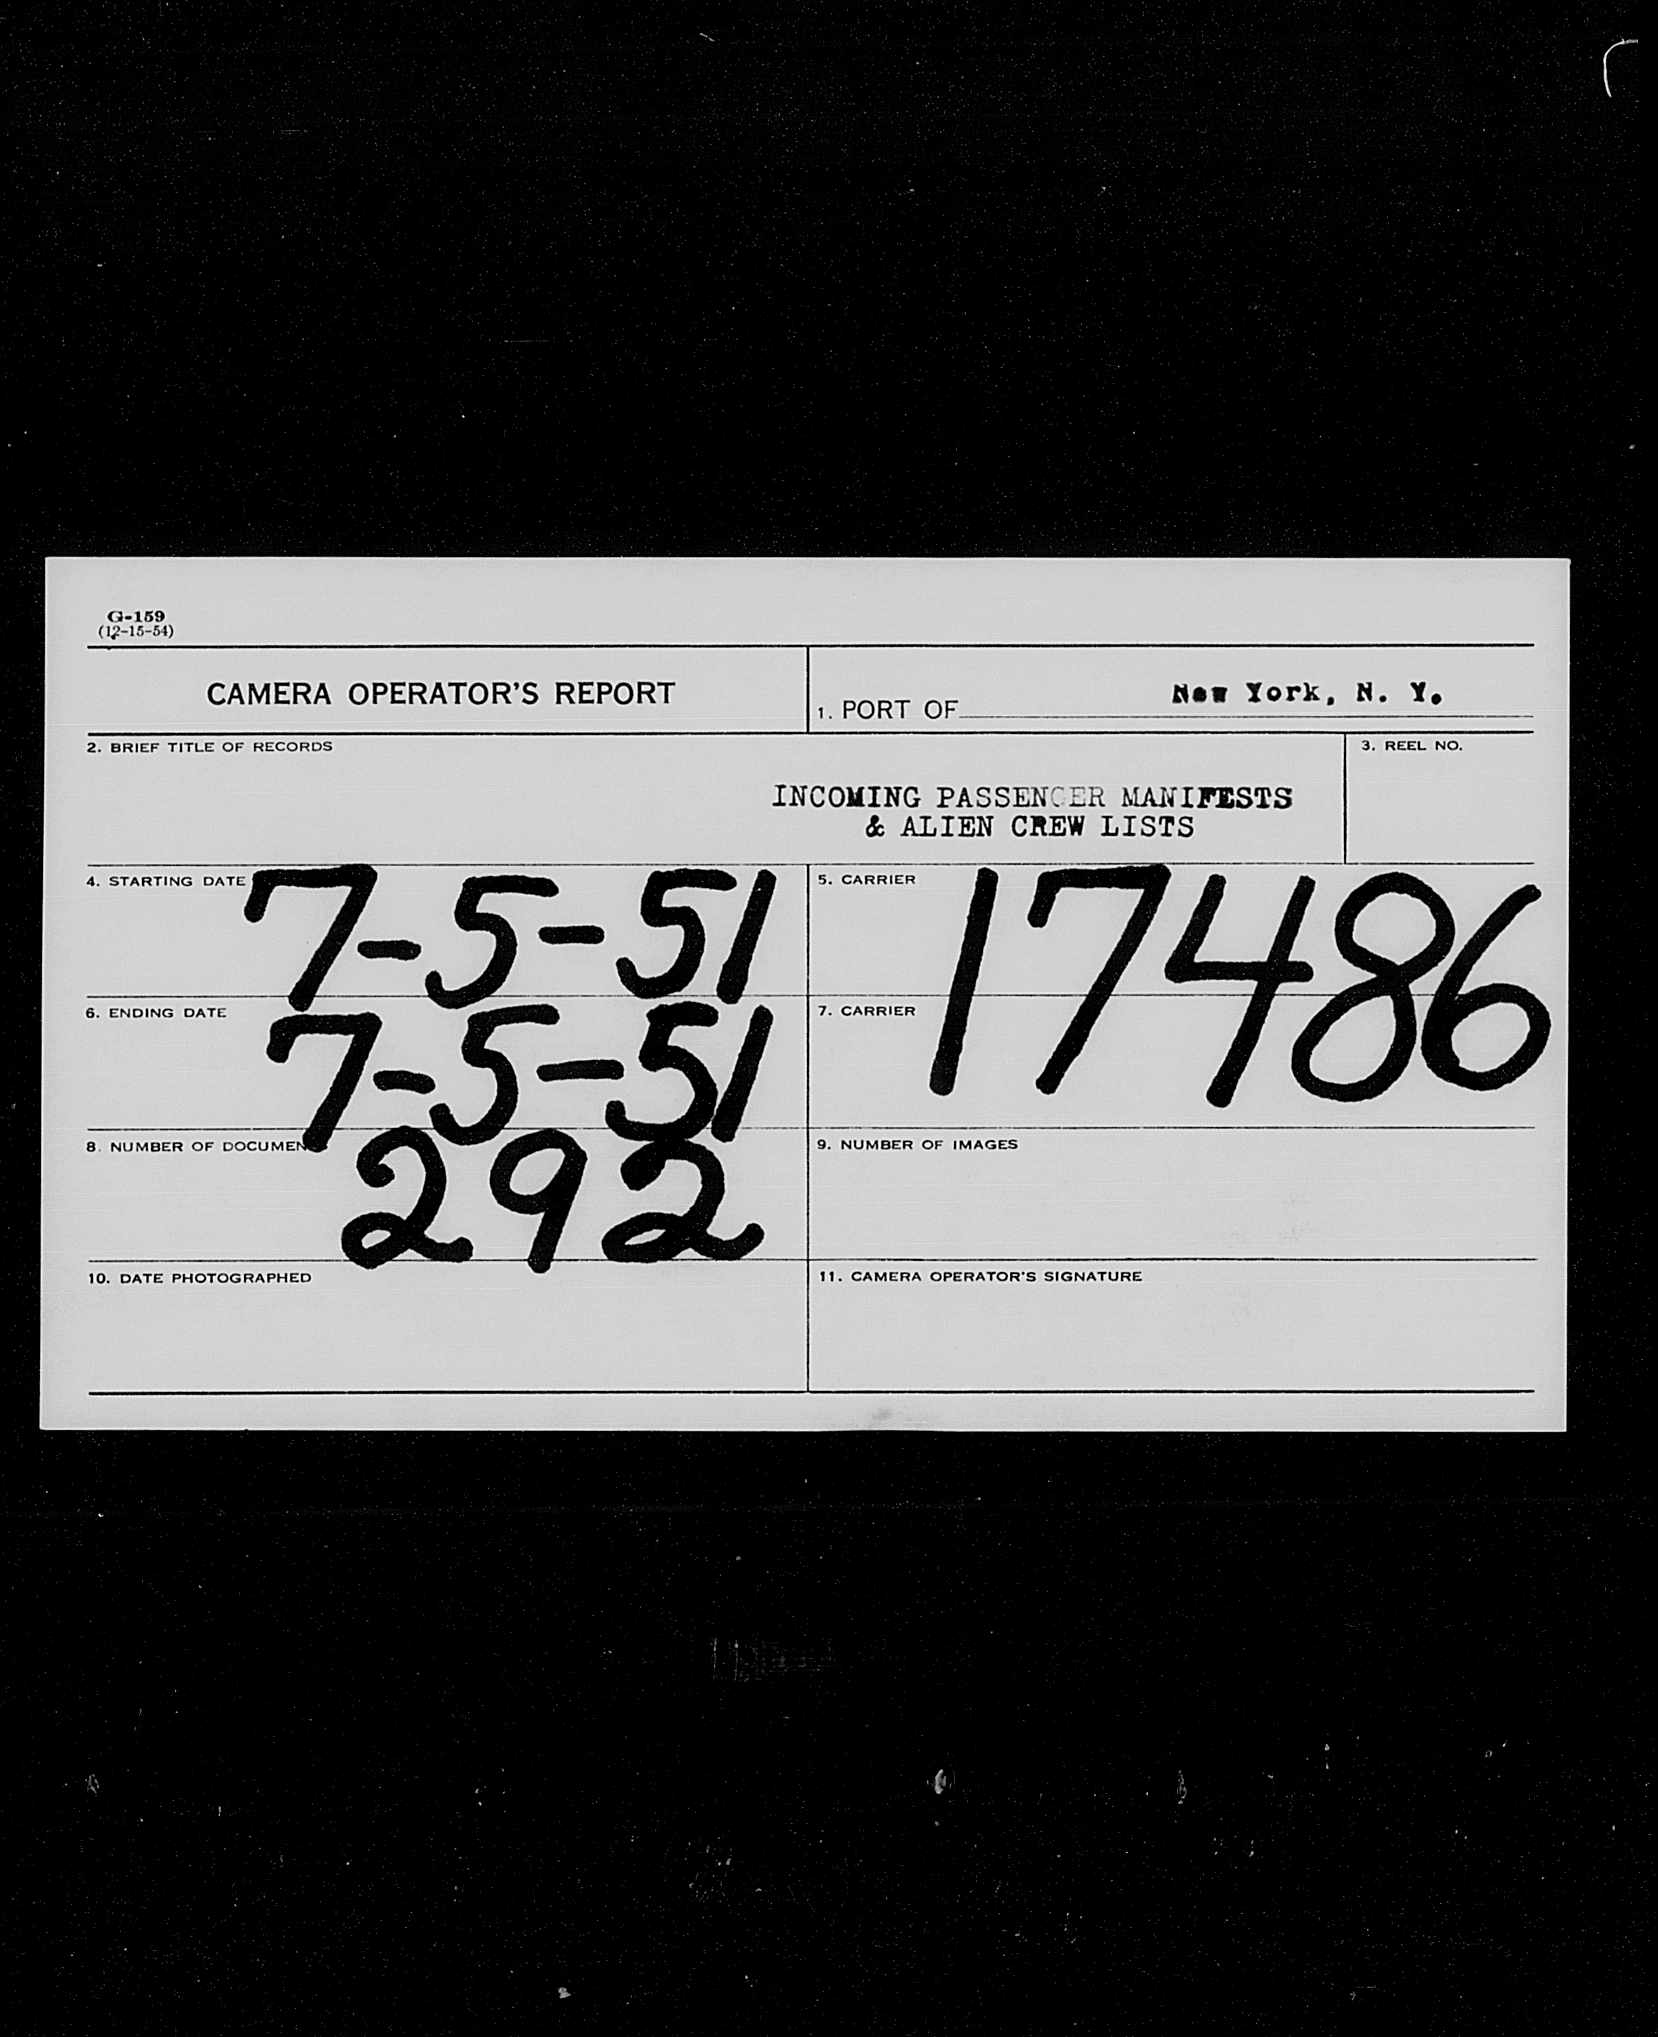 G-159
(12-15-54)
CAMERA OPERATOR'S REPORT
1. PORT OF New York, N. Y.
2. BRIEF TITLE OF RECORDS
3. REEL NO.
INCOMING PASSENGER MANIFESTS
& ALIEN CREW LISTS
4. STARTING DATE 7-5-51
5. CARRIER
17486
6. ENDING DATE 7-5-51
7. CARRIER
8. NUMBER OF DOCUMEN 292
9. NUMBER OF IMAGES
10. DATE PHOTOGRAPHED
11. CAMERA OPERATOR'S SIGNATURE